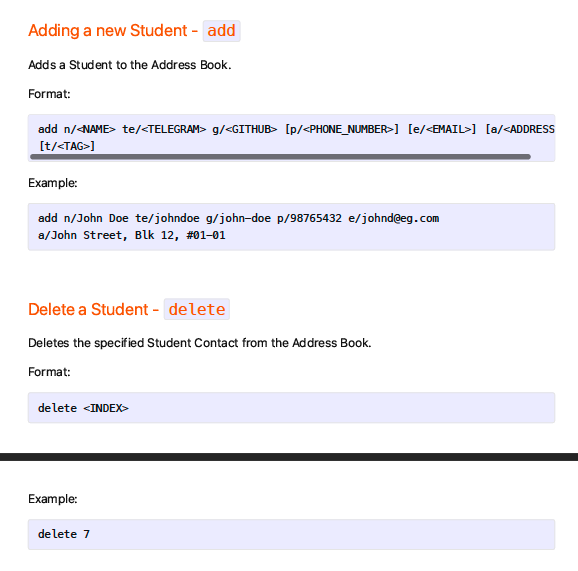 Adding a new Student - add
Adds a Student to the Address Book.
Format:
add n/<NAME> te/<TELEGRAM> g/<GITHUB> [p/<PHONE_NUMBER>] [e/<EMAIL>] [a/<ADDRESS
[t/<TAG>]
Example:
add n/John Doe te/johndoe g/john-doe p/98765432 e/johnd@eg.com
a/John Street, Blk 12, #01-01
Delete a Student - delete
Deletes the specified Student Contact from the Address Book.
Format:
delete <INDEX>
Example:
delete 7